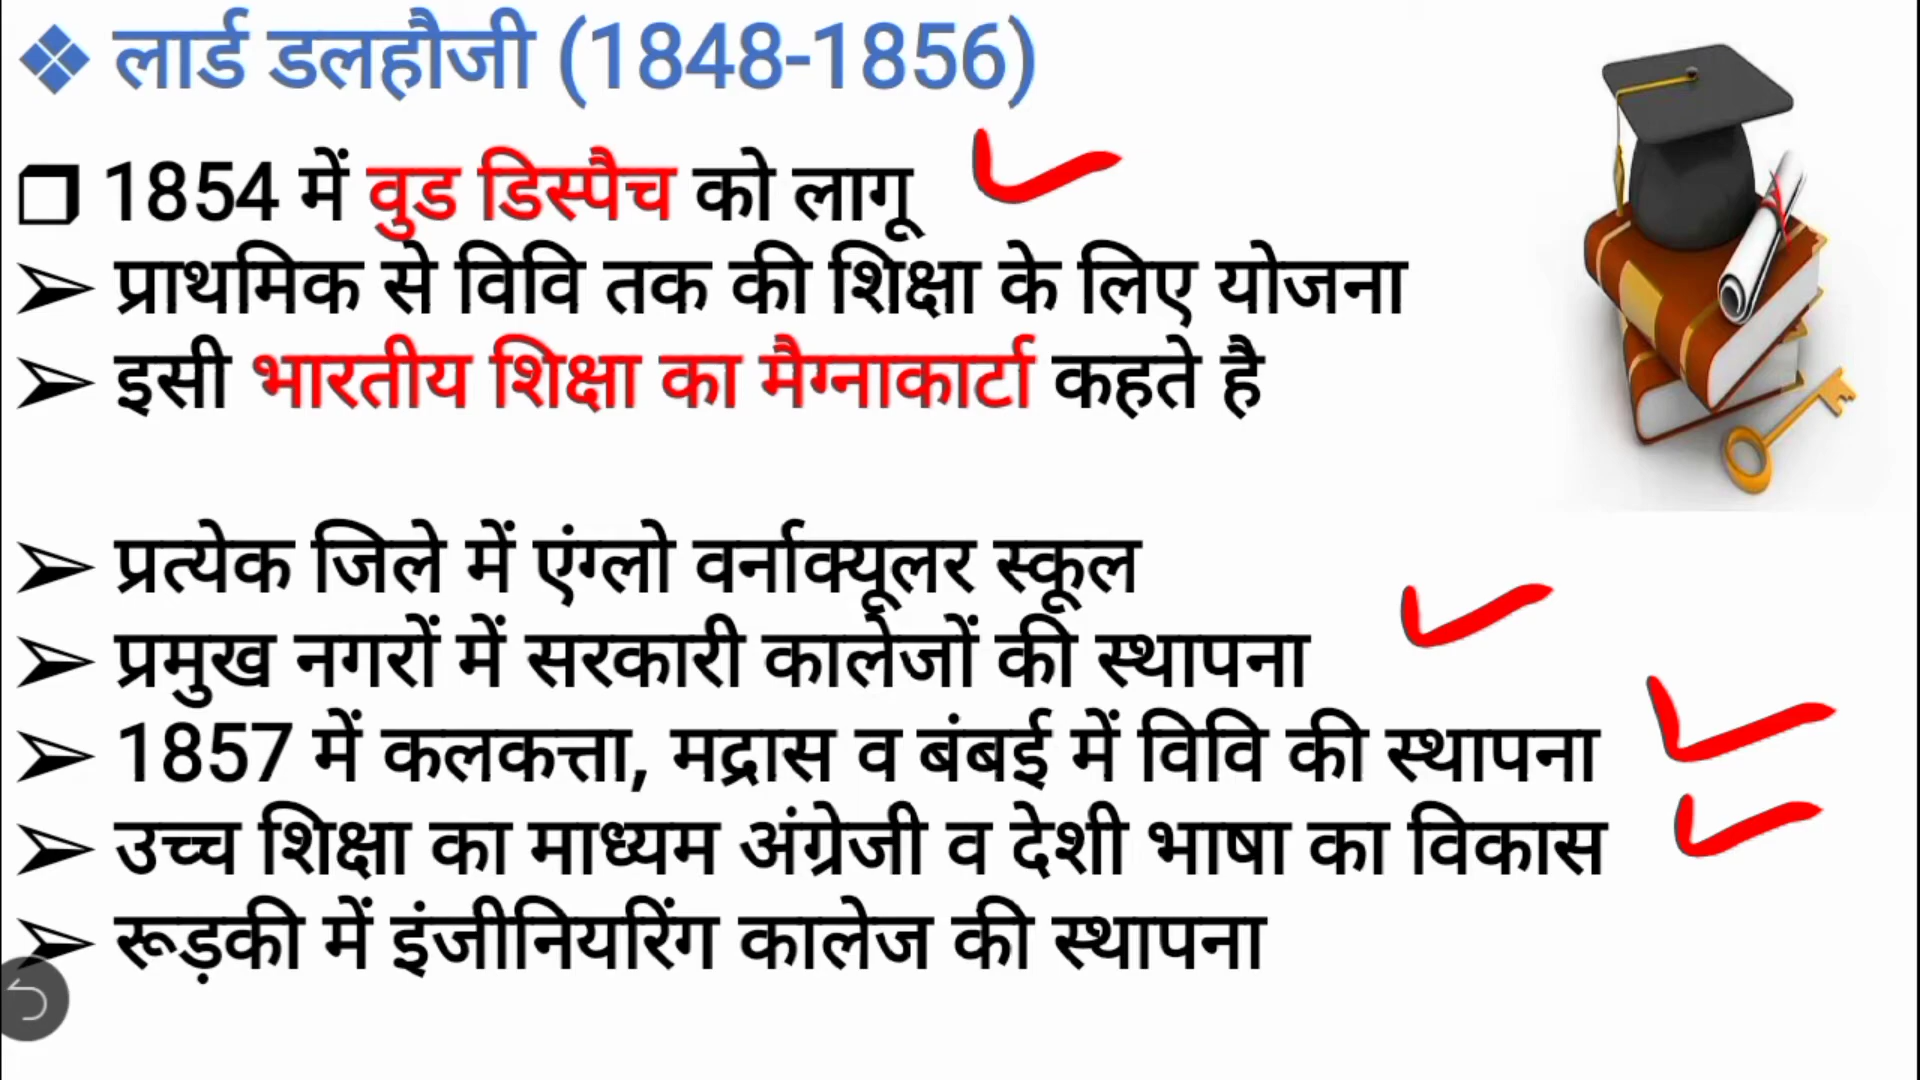 ❖ लार्ड डलहौजी (1848-1856)
❒ 1854 में वुड डिस्पैच को लागू
➢ प्राथमिक से विवि तक की शिक्षा के लिए योजना
➢ इसी भारतीय शिक्षा का मैग्नाकार्टा कहते है
➢ प्रत्येक जिले में एंग्लो वर्नाक्यूलर स्कूल
➢ प्रमुख नगरों में सरकारी कालेजों की स्थापना
➢ 1857 में कलकत्ता, मद्रास व बंबई में विवि की स्थापना
➢ उच्च शिक्षा का माध्यम अंग्रेजी व देशी भाषा का विकास
➢ रूड़की में इंजीनियरिंग कालेज की स्थापना